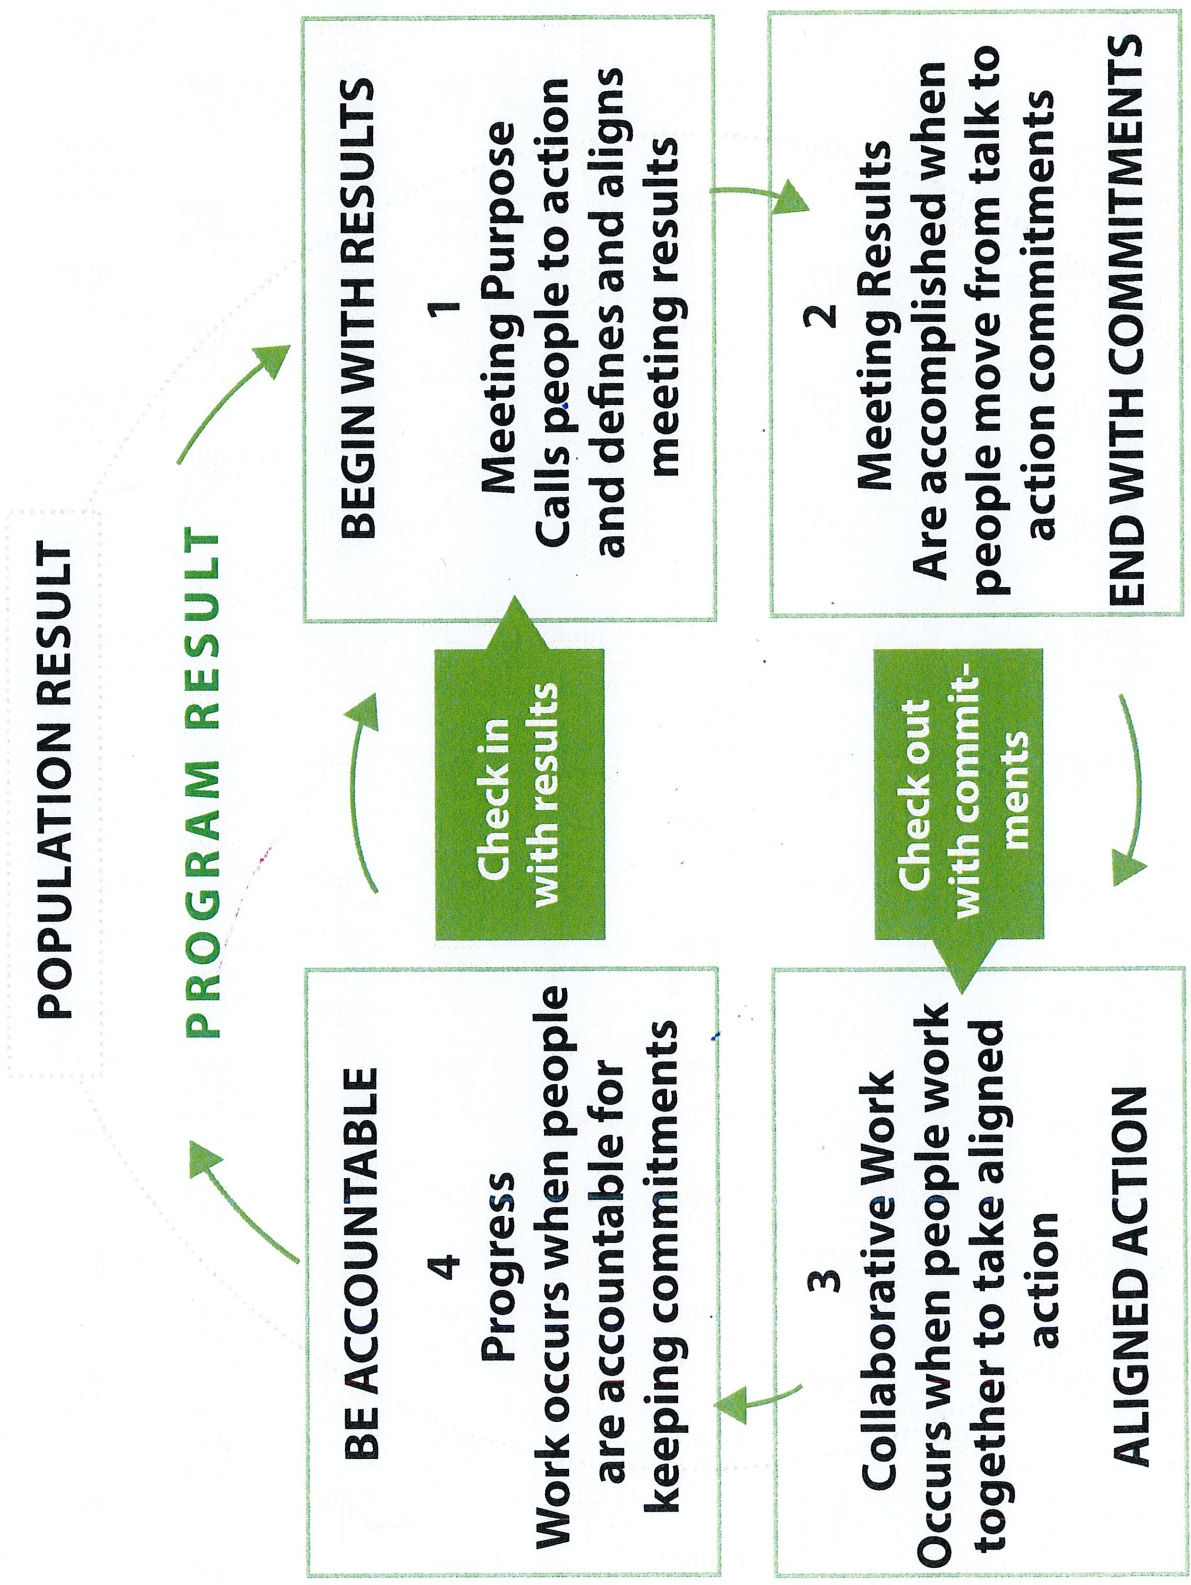 POPULATION RESULT
PROGRAM RESULT
BEGIN WITH RESULTS
1
Meeting Purpose
Calls people to action
and defines and aligns
meeting results
2
Meeting Results
Are accomplished when
people move from talk to
action commitments
END WITH COMMITMENTS
Check out
with commit-
ments
3
Collaborative Work
Occurs when people work
together to take aligned
action
ALIGNED ACTION
BE ACCOUNTABLE
4
Progress
Work occurs when people
are accountable for
keeping commitments
Check in
with results